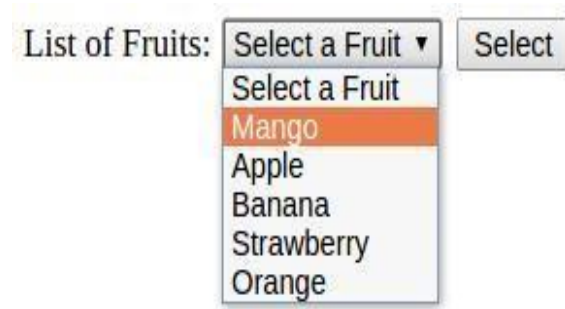 List of Fruits: Select a Fruit ▾ Select
Select a Fruit
Mango
Apple
Banana
Strawberry
Orange